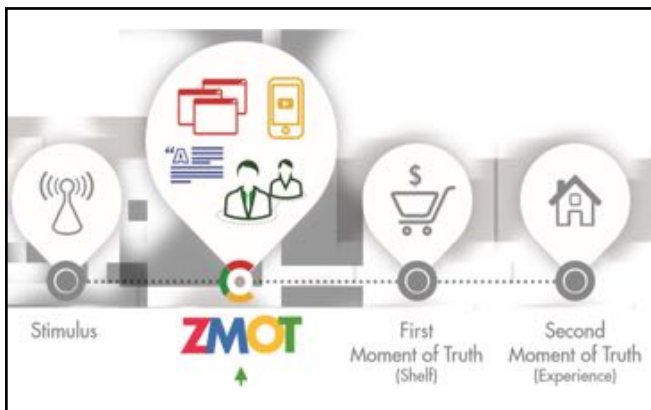 “A
$
Stimulus
ZMOT
First
Moment of Truth
(Shelf)
Second
Moment of Truth
(Experience)